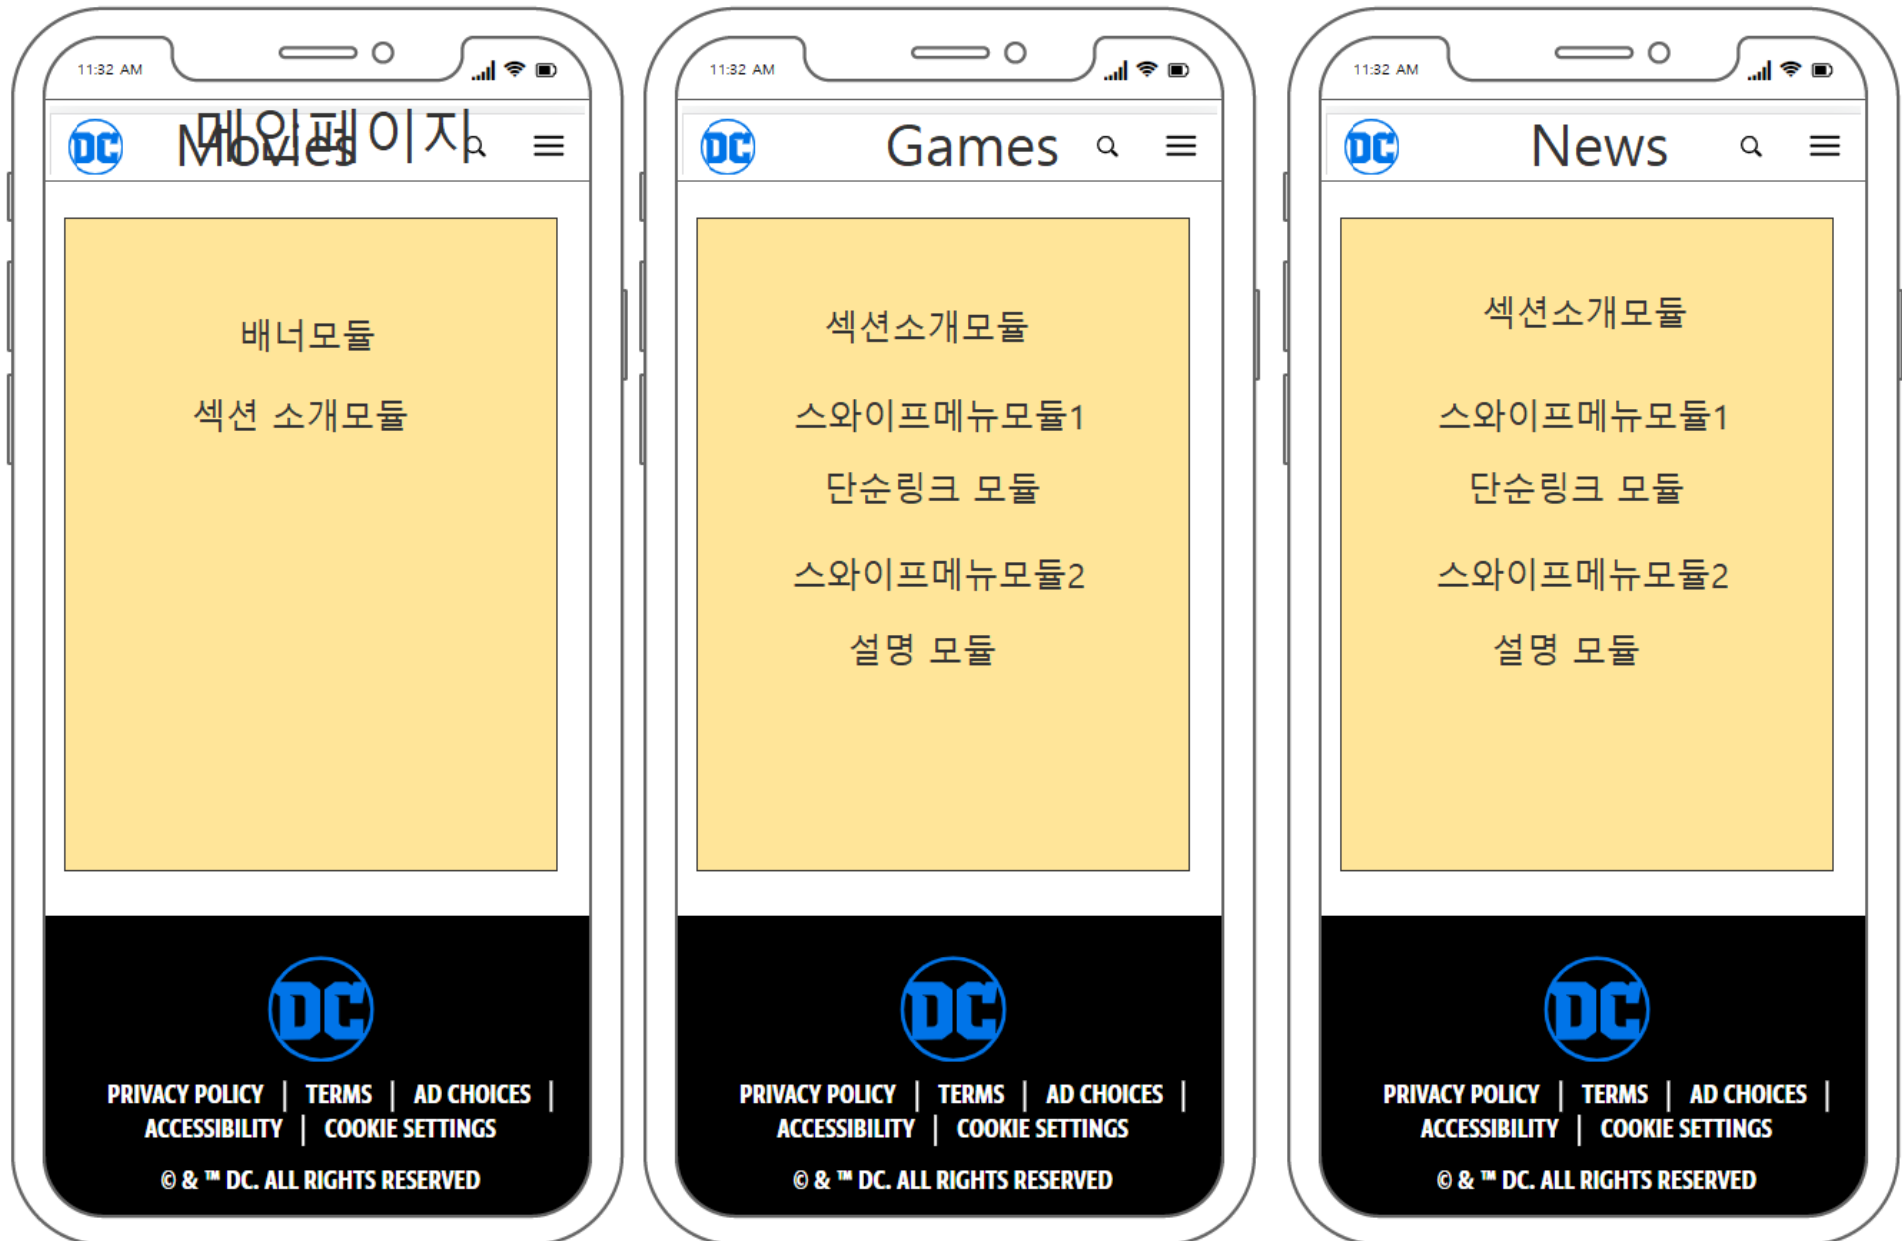 11:32 AM
DC
Movies
메인페이지
배너모듈
섹션 소개모듈
DC
PRIVACY POLICY | TERMS | AD CHOICES |
ACCESSIBILITY | COOKIE SETTINGS
© & ™ DC. ALL RIGHTS RESERVED
11:32 AM
DC
Games
섹션소개모듈
스와이프메뉴모듈1
단순링크 모듈
스와이프메뉴모듈2
설명 모듈
DC
PRIVACY POLICY | TERMS | AD CHOICES |
ACCESSIBILITY | COOKIE SETTINGS
© & ™ DC. ALL RIGHTS RESERVED
11:32 AM
DC
News
섹션소개모듈
스와이프메뉴모듈1
단순링크 모듈
스와이프메뉴모듈2
설명 모듈
DC
PRIVACY POLICY | TERMS | AD CHOICES |
ACCESSIBILITY | COOKIE SETTINGS
© & ™ DC. ALL RIGHTS RESERVED